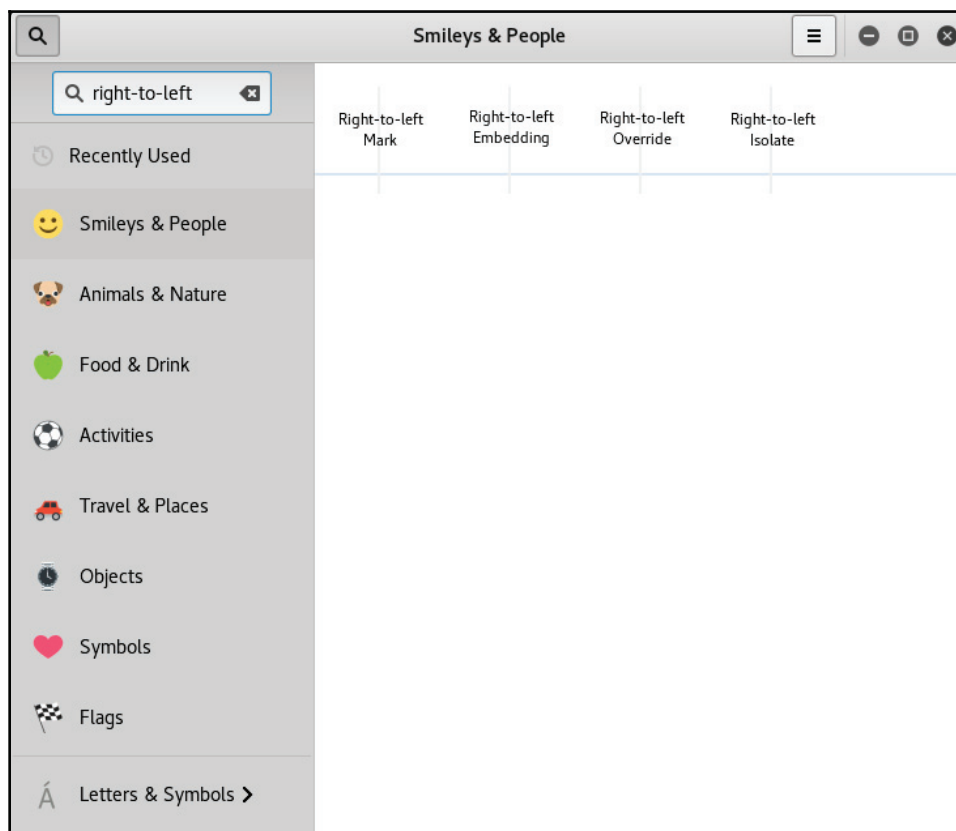 Smileys & People
right-to-left
Recently Used
Smileys & People
Animals & Nature
Food & Drink
Activities
Travel & Places
Objects
Symbols
Flags
Á Letters & Symbols
Right-to-left
Mark
Right-to-left
Embedding
Right-to-left
Override
Right-to-left
Isolate